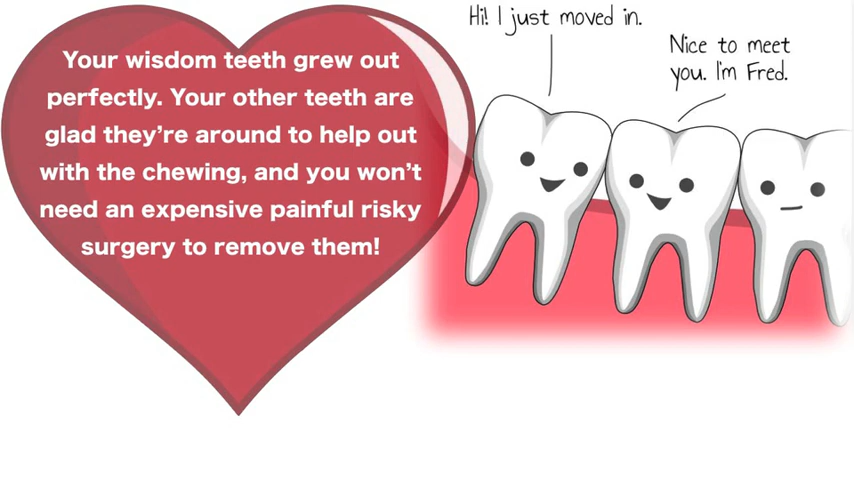 Your wisdom teeth grew out
perfectly. Your other teeth are
glad they’re around to help out
with the chewing, and you won’t
need an expensive painful risky
surgery to remove them!
Hi! I just moved in.
Nice to meet
you. I'm Fred.